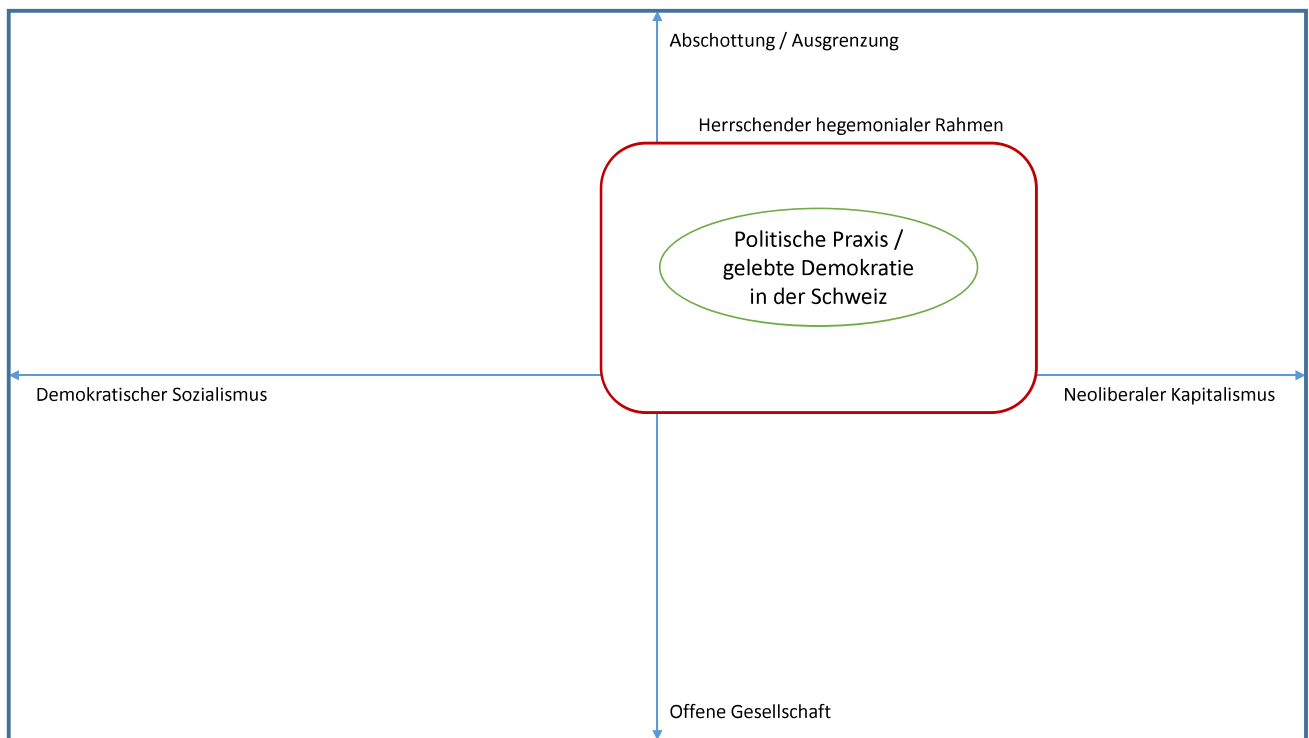 Abschottung / Ausgrenzung
Herrschender hegemonialer Rahmen
Politische Praxis /
gelebte Demokratie
in der Schweiz
Demokratischer Sozialismus
Neoliberaler Kapitalismus
Offene Gesellschaft